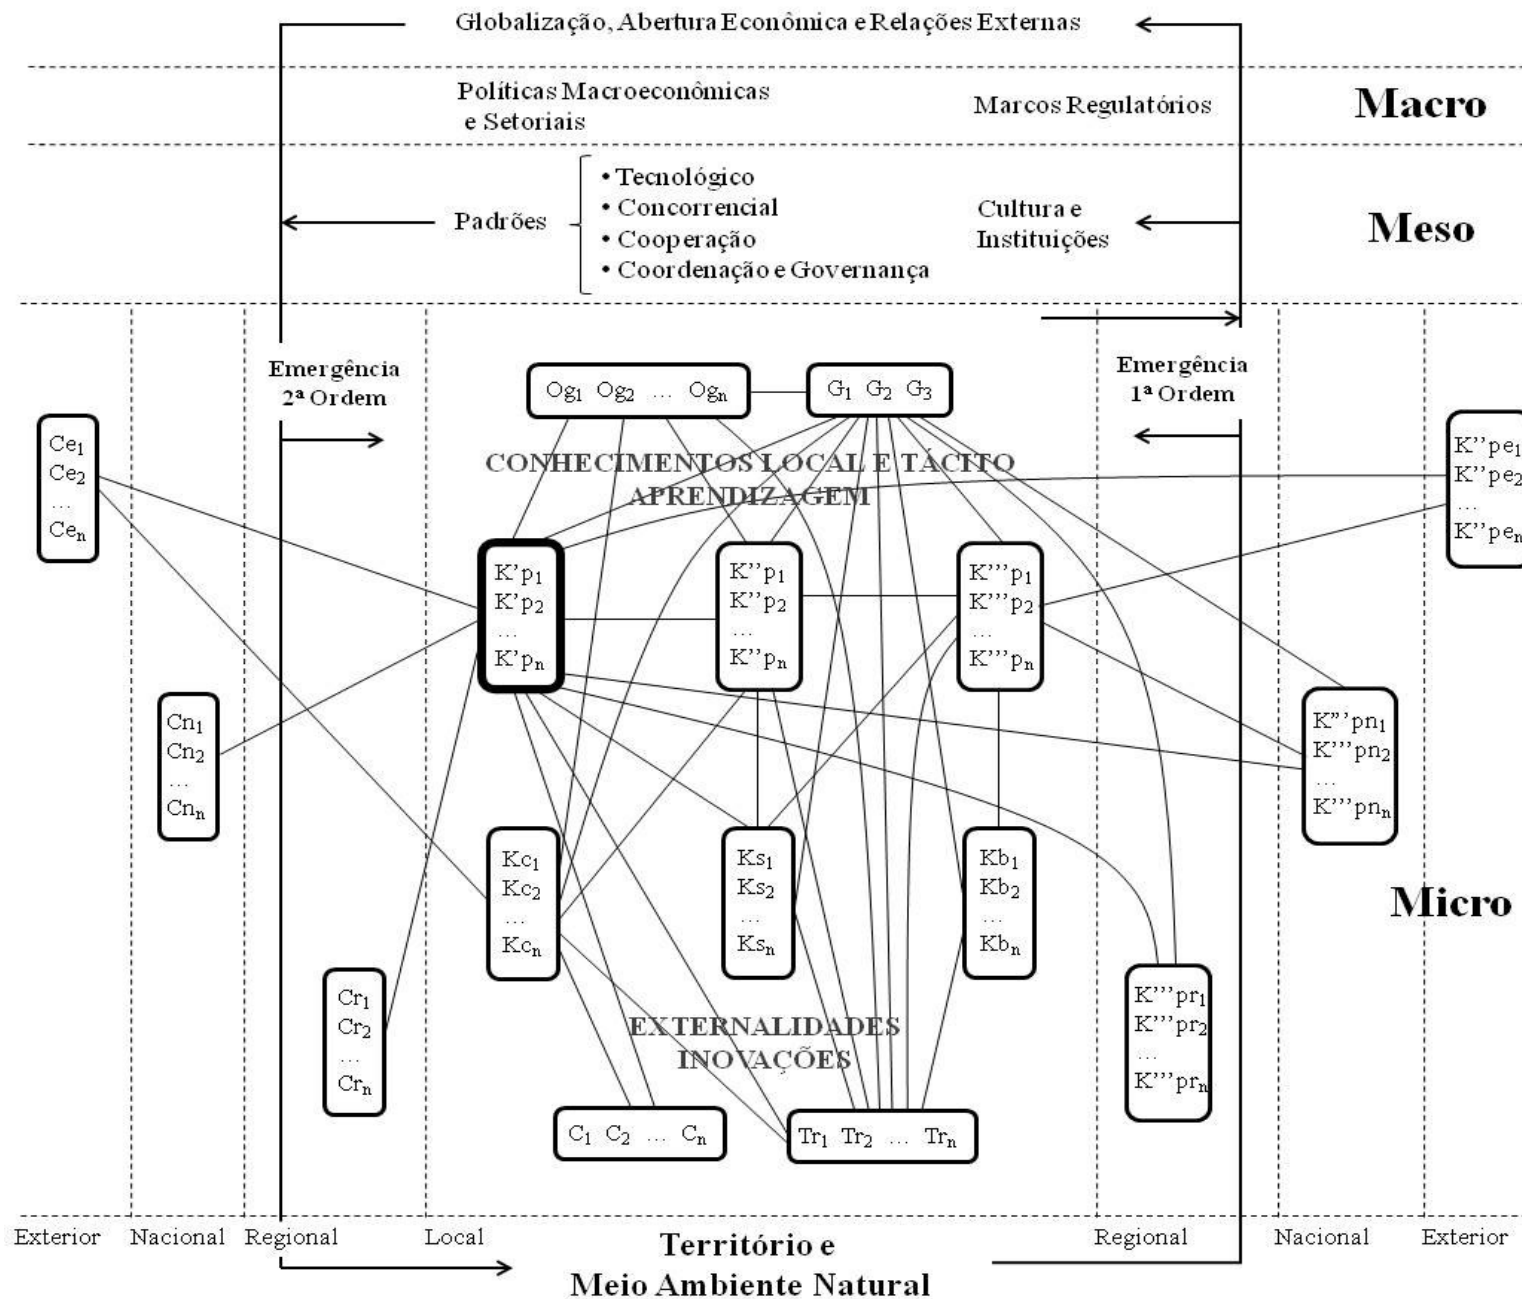 Globalização, Abertura Econômica e Relações Externas
Políticas Macroeconômicas
e Setoriais
Marcos Regulatórios
Macro
Padrões
• Tecnológico
• Concorrencial
• Cooperação
• Coordenação e Governança
Cultura e
Instituições
Meso
Emergência
2ª Ordem
Og₁ Og₂ ... Ogₙ
G₁ G₂ G₃
Emergência
1ª Ordem
CONHECIMENTOS LOCAL E TÁCITO
APRENDIZAGEM
Ce₁
Ce₂
...
Ceₙ
K''pe₁
K''pe₂
...
K''peₙ
K'p₁
K'p₂
...
K'pₙ
K''p₁
K''p₂
...
K''pₙ
K'''p₁
K'''p₂
...
K'''pₙ
Cn₁
Cn₂
...
Cnₙ
K'''pn₁
K'''pn₂
...
K'''pnₙ
Kc₁
Kc₂
...
Kcₙ
Ks₁
Ks₂
...
Ksₙ
Kb₁
Kb₂
...
Kbₙ
Micro
Cr₁
Cr₂
...
Crₙ
K'''pr₁
K'''pr₂
...
K'''prₙ
EXTERNALIDADES
INOVAÇÕES
C₁ C₂ ... Cₙ
Tr₁ Tr₂ ... Trₙ
Exterior Nacional Regional Local Regional Nacional Exterior
Território e
Meio Ambiente Natural